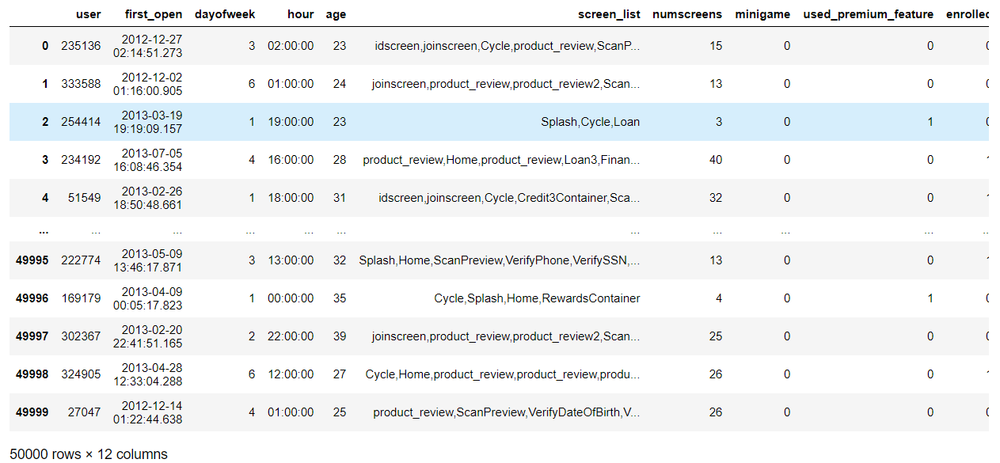 user first_open dayofweek hour age screen_list numscreens minigame used_premium_feature enrolled
0 235136 2012-12-27 02:14:51.273 3 02:00:00 23 idscreen,joinscreen,Cycle,product_review,ScanP... 15 0 0
1 333588 2012-12-02 01:16:00.905 6 01:00:00 24 joinscreen,product_review,product_review2,Scan... 13 0 0
2 254414 2013-03-19 19:19:09.157 1 19:00:00 23 Splash,Cycle,Loan 3 0 1
3 234192 2013-07-05 16:08:46.354 4 16:00:00 28 product_review,Home,product_review,Loan3,Finan... 40 0 0
4 51549 2013-02-26 18:50:48.661 1 18:00:00 31 idscreen,joinscreen,Cycle,Credit3Container,Sca... 32 0 0
... ... ... ... ... ... ... ... ... ... ...
49995 222774 2013-05-09 13:46:17.871 3 13:00:00 32 Splash,Home,ScanPreview,VerifyPhone,VerifySSN,... 13 0 0
49996 169179 2013-04-09 00:05:17.823 1 00:00:00 35 Cycle,Splash,Home,RewardsContainer 4 0 1
49997 302367 2013-02-20 22:41:51.165 2 22:00:00 39 joinscreen,product_review,product_review2,Scan... 25 0 0
49998 324905 2013-04-28 12:33:04.288 6 12:00:00 27 Cycle,Home,product_review,product_review,produ... 26 0 0
49999 27047 2012-12-14 01:22:44.638 4 01:00:00 25 product_review,ScanPreview,VerifyDateOfBirth,V... 26 0 0
50000 rows × 12 columns